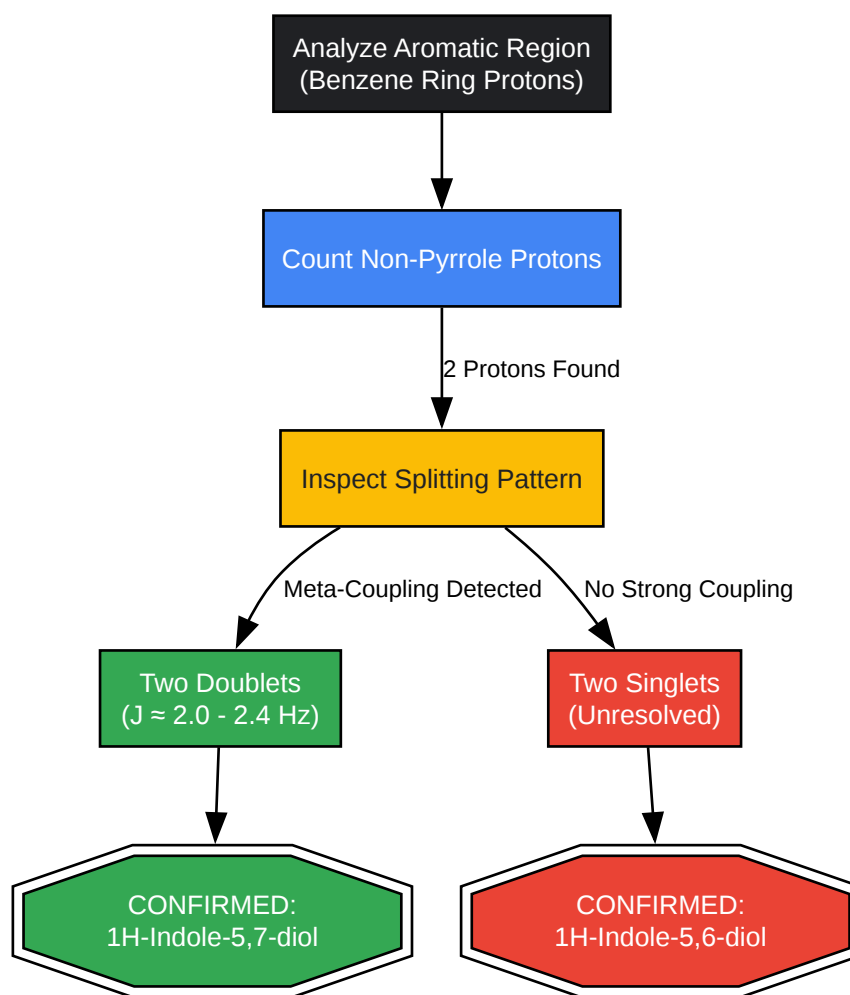 Analyze Aromatic Region
(Benzene Ring Protons)
Count Non-Pyrrole Protons
2 Protons Found
Inspect Splitting Pattern
Meta-Coupling Detected
No Strong Coupling
Two Doublets
(J ≈ 2.0 - 2.4 Hz)
Two Singlets
(Unresolved)
CONFIRMED:
1H-Indole-5,7-diol
CONFIRMED:
1H-Indole-5,6-diol